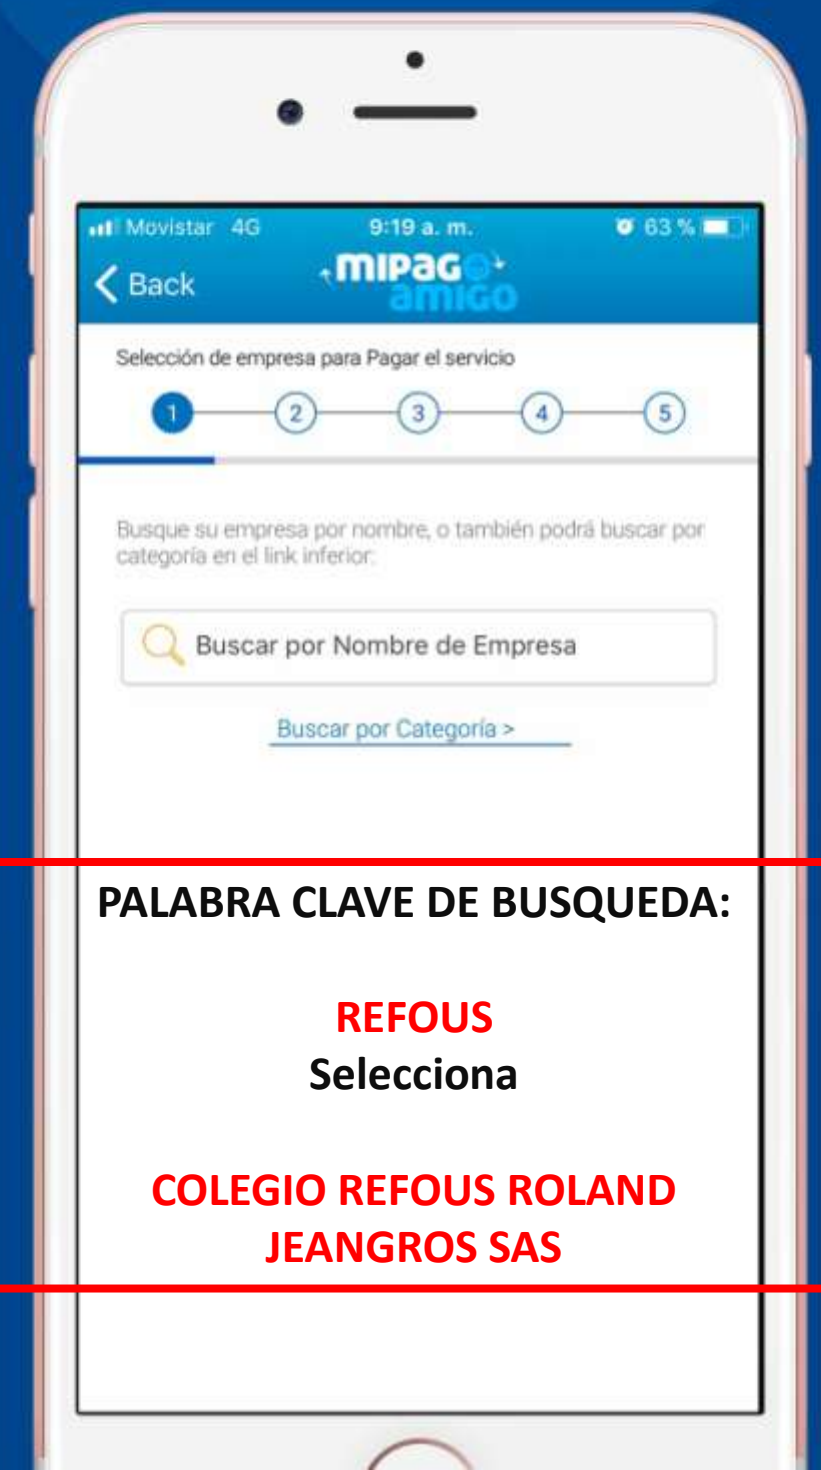 Movistar 4G 9:19 a. m. 63 %
Back
mipago
amigo
Selección de empresa para Pagar el servicio
1 2 3 4 5
Busque su empresa por nombre, o también podrá buscar por
categoría en el link inferior:
Buscar por Nombre de Empresa
Buscar por Categoría >
PALABRA CLAVE DE BUSQUEDA:
REFOUS
Selecciona
COLEGIO REFOUS ROLAND
JEANGROS SAS